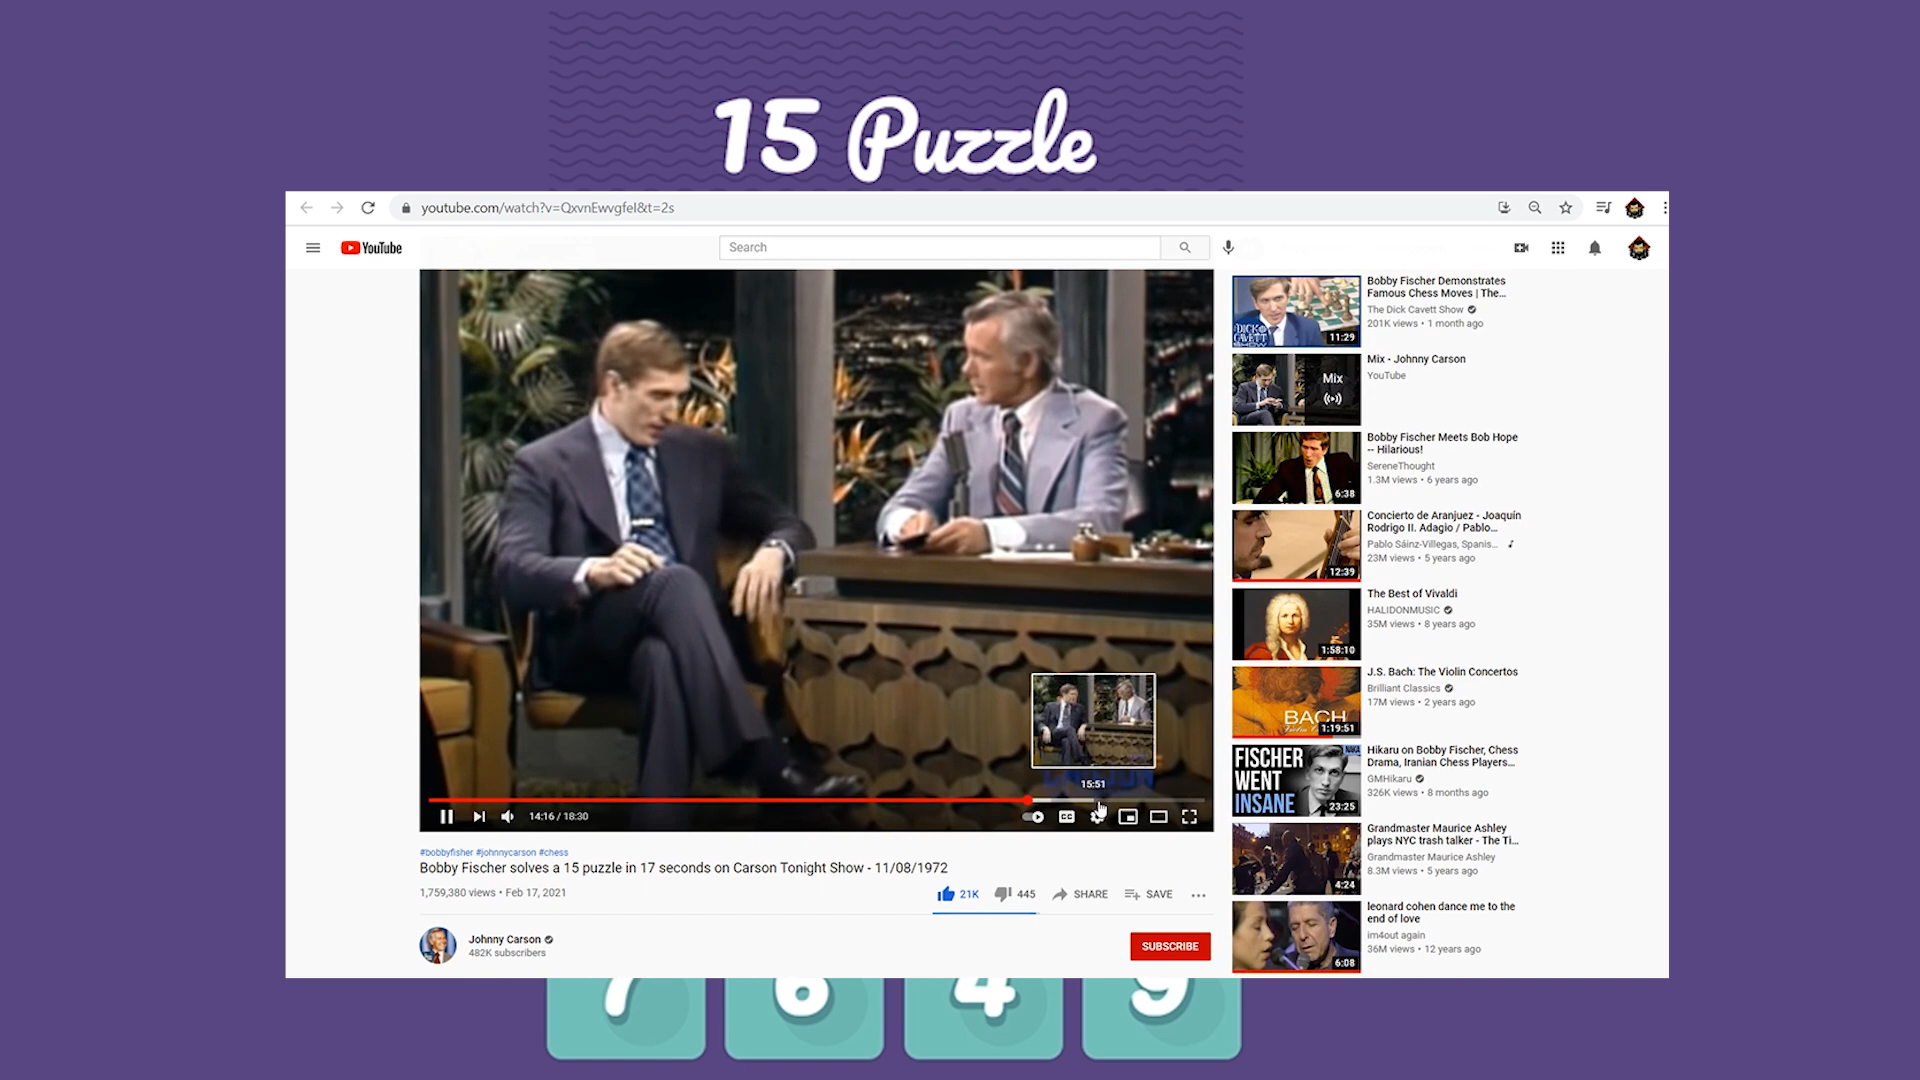 15 Puzzle
youtube.com/watch?v=QxvnEwvgfeI&t=2s
YouTube
Search
15:51
14:16 / 18:30
CC
#bobbyfisher #johnnycarson #chess
Bobby Fischer solves a 15 puzzle in 17 seconds on Carson Tonight Show - 11/08/1972
1,759,380 views • Feb 17, 2021
21K
445
SHARE
SAVE
Johnny Carson
482K subscribers
SUBSCRIBE
DICK
CAVETT
SHOW
11:29
Bobby Fischer Demonstrates
Famous Chess Moves | The...
The Dick Cavett Show
201K views • 1 month ago
Mix
Mix - Johnny Carson
YouTube
6:38
Bobby Fischer Meets Bob Hope
-- Hilarious!
SereneThought
1.3M views • 6 years ago
12:39
Concierto de Aranjuez - Joaquín
Rodrigo II. Adagio / Pablo...
Pablo Sáinz-Villegas, Spanis...
23M views • 5 years ago
1:58:10
The Best of Vivaldi
HALIDONMUSIC
35M views • 8 years ago
BACH
1:19:51
J.S. Bach: The Violin Concertos
Brilliant Classics
17M views • 2 years ago
FISCHER
WENT
INSANE
NAKA
23:25
Hikaru on Bobby Fischer, Chess
Drama, Iranian Chess Players...
GMHikaru
326K views • 8 months ago
4:24
Grandmaster Maurice Ashley
plays NYC trash talker - The Ti...
Grandmaster Maurice Ashley
8.3M views • 5 years ago
6:08
leonard cohen dance me to the
end of love
im4out again
36M views • 12 years ago
7 6 4 9